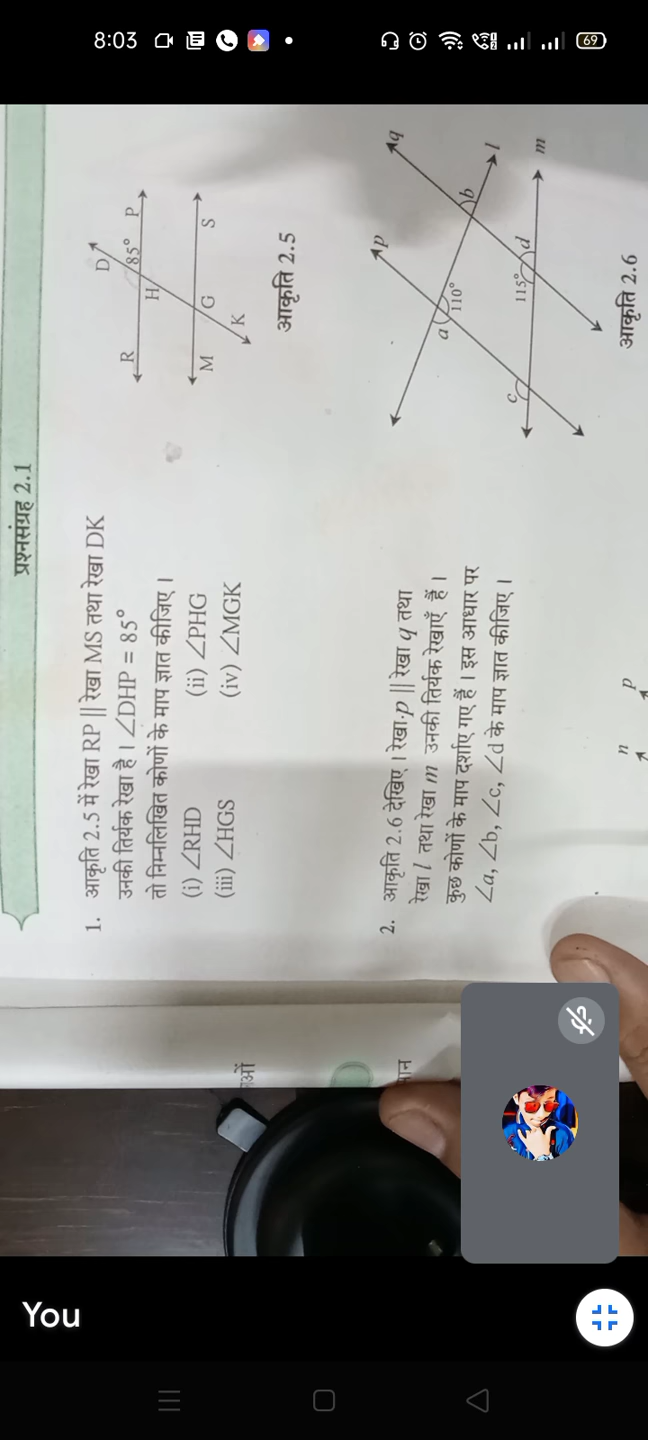 8:03
69
प्रश्नसंग्रह 2.1
1. आकृति 2.5 में रेखा RP || रेखा MS तथा रेखा DK
उनकी तिर्यक रेखा है । ∠DHP = 85°
तो निम्नलिखित कोणों के माप ज्ञात कीजिए ।
(i) ∠RHD (ii) ∠PHG
(iii) ∠HGS (iv) ∠MGK
D
R H 85° P
M G S
K
आकृति 2.5
2. आकृति 2.6 देखिए । रेखा p || रेखा q तथा
रेखा l तथा रेखा m उनकी तिर्यक रेखाएँ हैं ।
कुछ कोणों के माप दर्शाए गए हैं । इस आधार पर
∠a, ∠b, ∠c, ∠d के माप ज्ञात कीजिए ।
p q
l
a 110° b
m
c 115° d
आकृति 2.6
n p
You